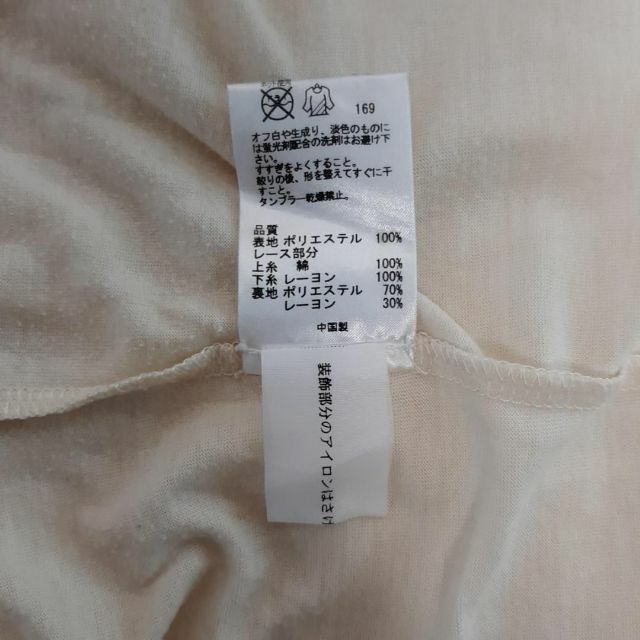 169
オフ白や生成り、淡色のものに
は蛍光剤配合の洗剤はお避け下
さい。
すすぎをよくすること。
絞りの後、形を整えてすぐに干
すこと。
タンブラー乾燥禁止。
品質
表地 ポリエステル 100%
レース部分
上糸 綿 100%
下糸 レーヨン 100%
裏地 ポリエステル 70%
レーヨン 30%
中国製
装飾部分のアイロンはさけ